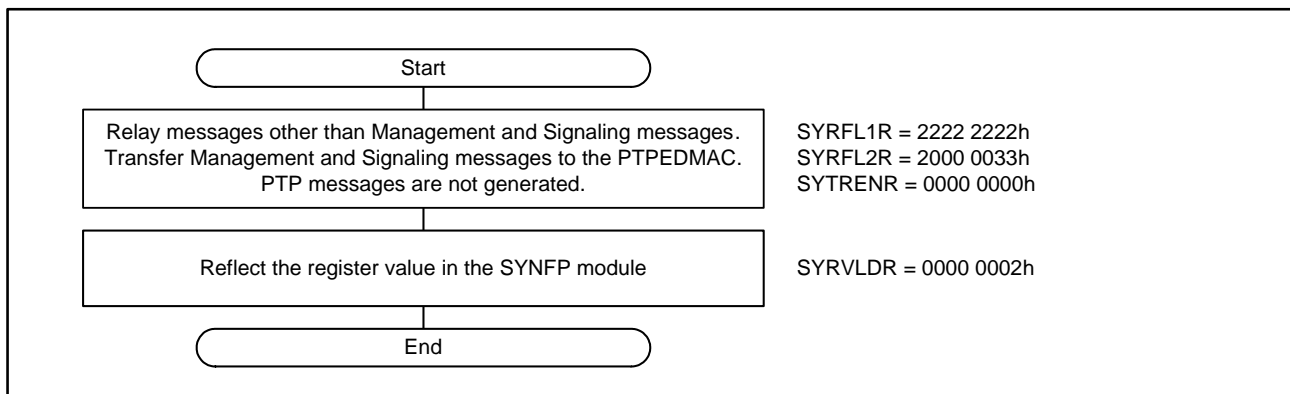 Start
Relay messages other than Management and Signaling messages.
Transfer Management and Signaling messages to the PTPEDMAC.
PTP messages are not generated.
SYRFL1R = 2222 2222h
SYRFL2R = 2000 0033h
SYTRENR = 0000 0000h
Reflect the register value in the SYNFP module
SYRVLDR = 0000 0002h
End